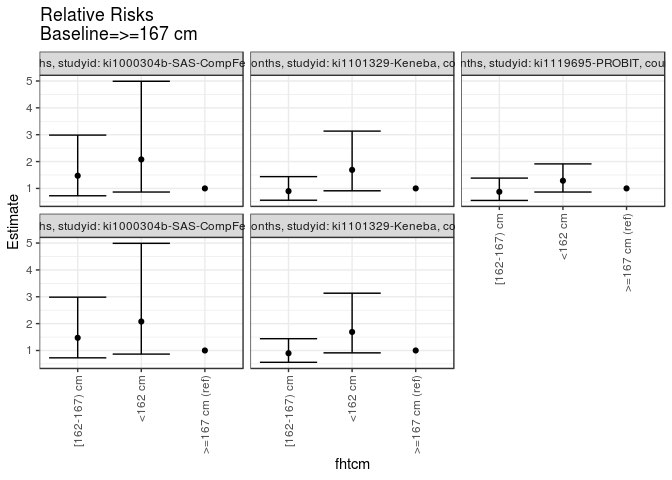 Relative Risks
Baseline=>=167 cm
hs, studyid: ki1000304b-SAS-CompFe
onths, studyid: ki1101329-Keneba, co
nths, studyid: ki1119695-PROBIT, cou
5
4
3
2
1
hs, studyid: ki1000304b-SAS-CompFe
onths, studyid: ki1101329-Keneba, co
5
4
3
2
1
Estimate
[162-167) cm
<162 cm
>=167 cm (ref)
[162-167) cm
<162 cm
>=167 cm (ref)
[162-167) cm
<162 cm
>=167 cm (ref)
fhtcm